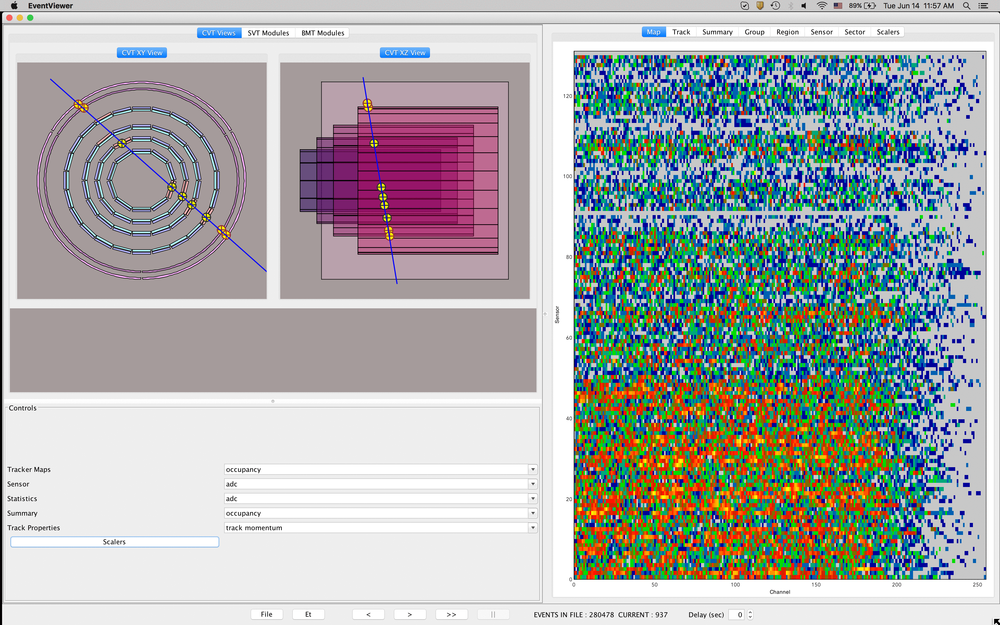 EventViewer
89%
Tue Jun 14 11:57 AM
CVT Views SVT Modules BMT Modules
CVT XY View
CVT XZ View
Controls
Tracker Maps occupancy
Sensor adc
Statistics adc
Summary occupancy
Track Properties track momentum
Scalers
Map Track Summary Group Region Sensor Sector Scalers
120
100
80
60
40
20
0
Sensor
0 50 100 150 200 250
Channel
File Et < > >> || EVENTS IN FILE : 280478 CURRENT : 937 Delay (sec) 0